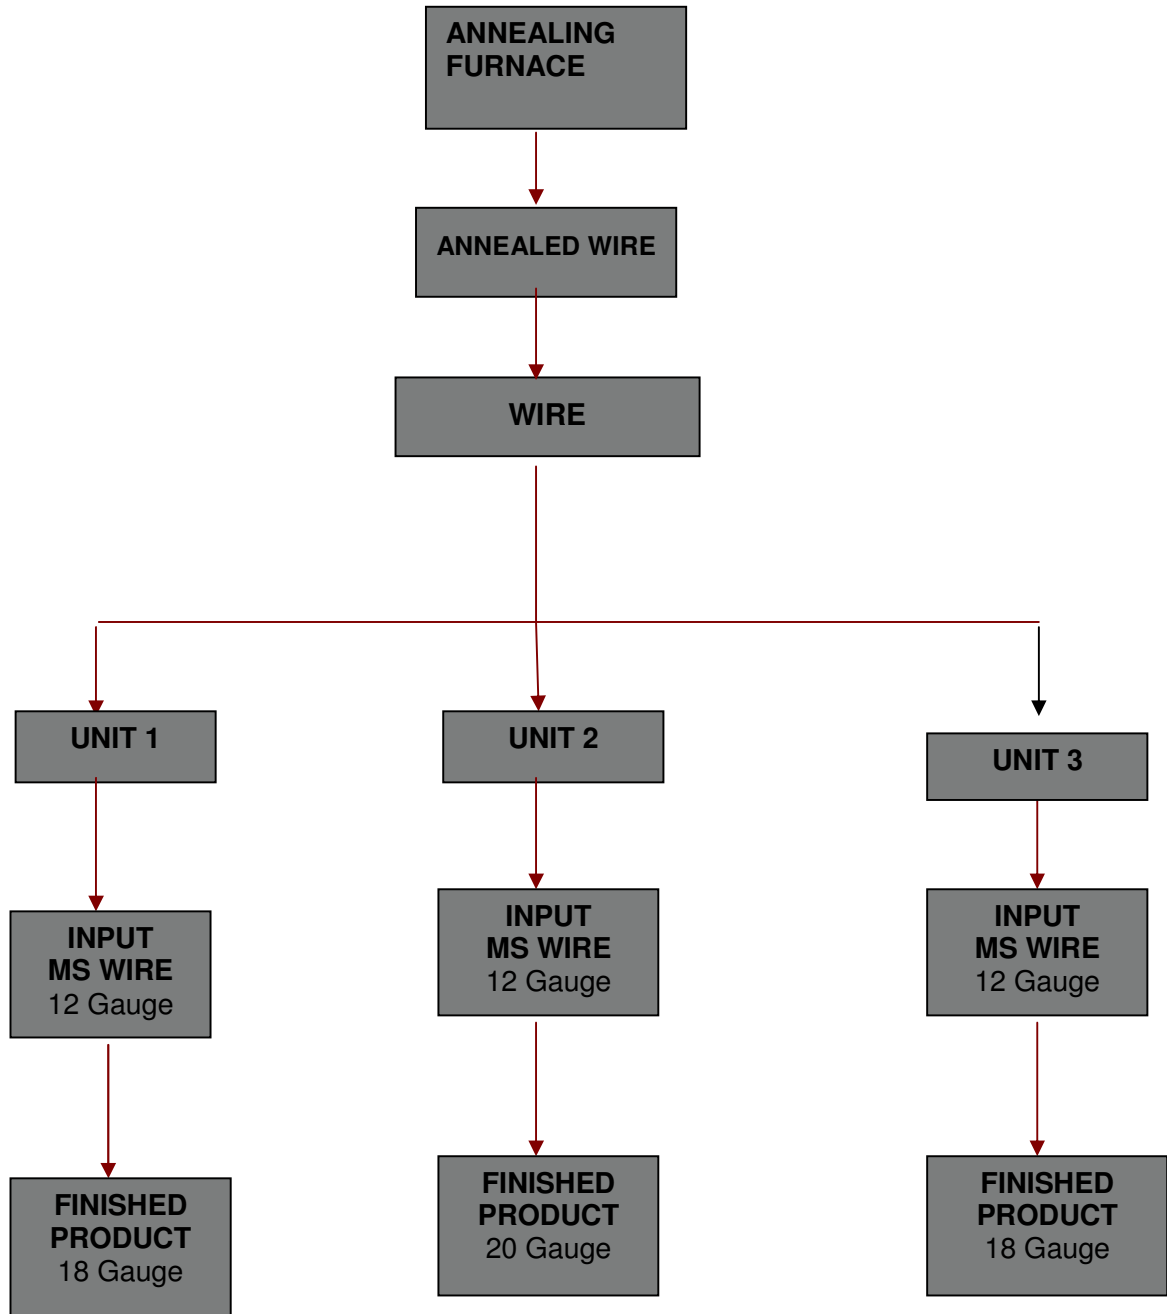 ANNEALING
FURNACE
ANNEALED WIRE
WIRE
UNIT 1
UNIT 2
UNIT 3
INPUT
MS WIRE
12 Gauge
INPUT
MS WIRE
12 Gauge
INPUT
MS WIRE
12 Gauge
FINISHED
PRODUCT
18 Gauge
FINISHED
PRODUCT
20 Gauge
FINISHED
PRODUCT
18 Gauge